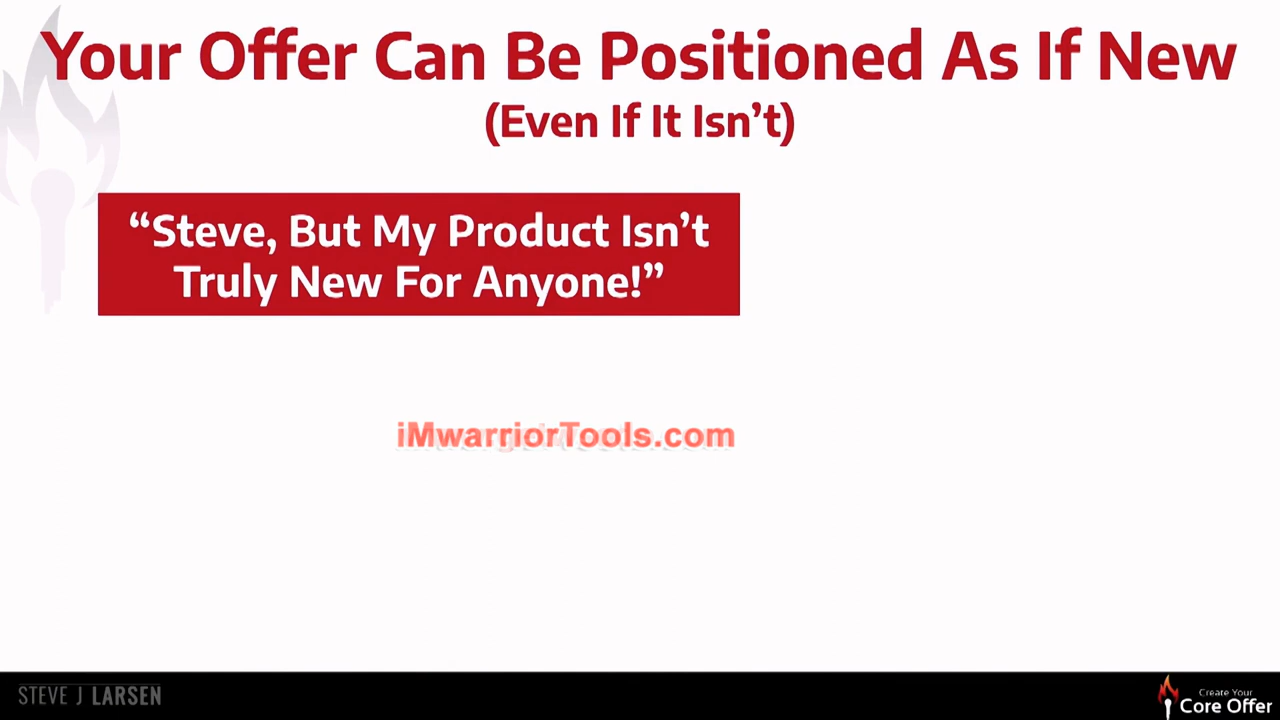 Your Offer Can Be Positioned As If New
(Even If It Isn’t)
“Steve, But My Product Isn’t
Truly New For Anyone!”
iMwarriorTools.com
STEVE J LARSEN
Create Your
Core Offer